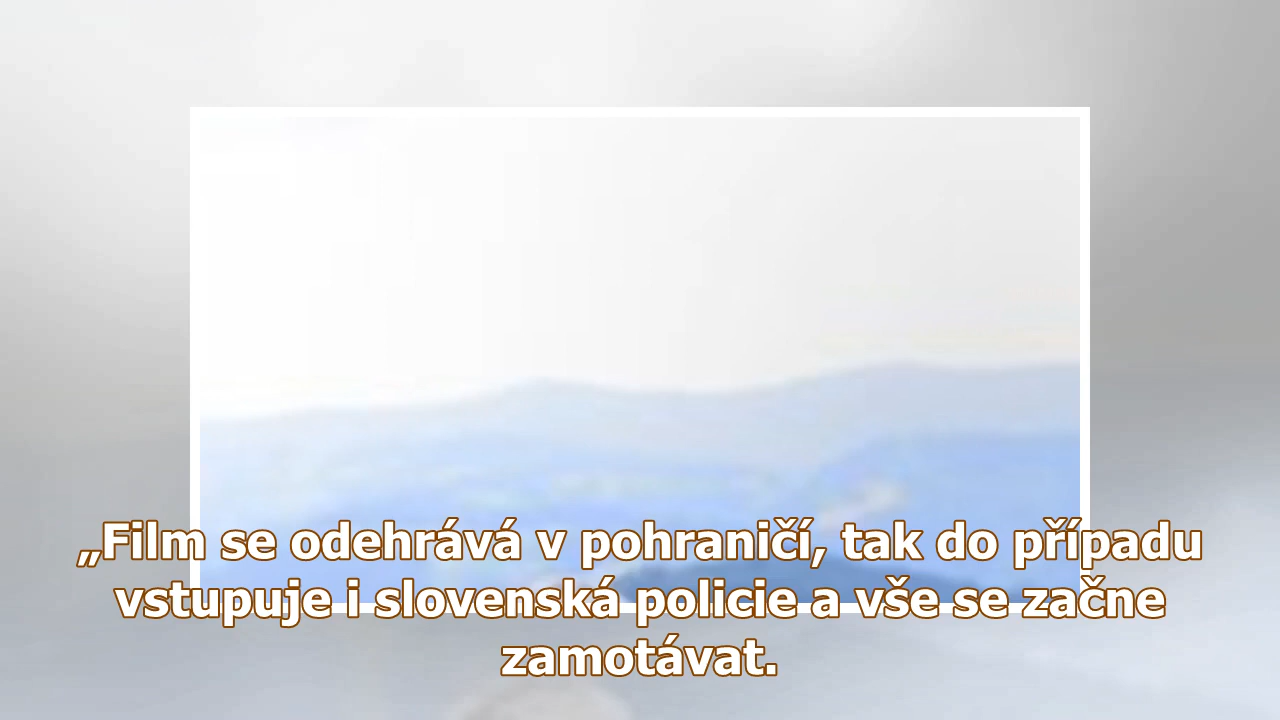 „Film se odehrává v pohraničí, tak do případu
vstupuje i slovenská policie a vše se začne
zamotávat.